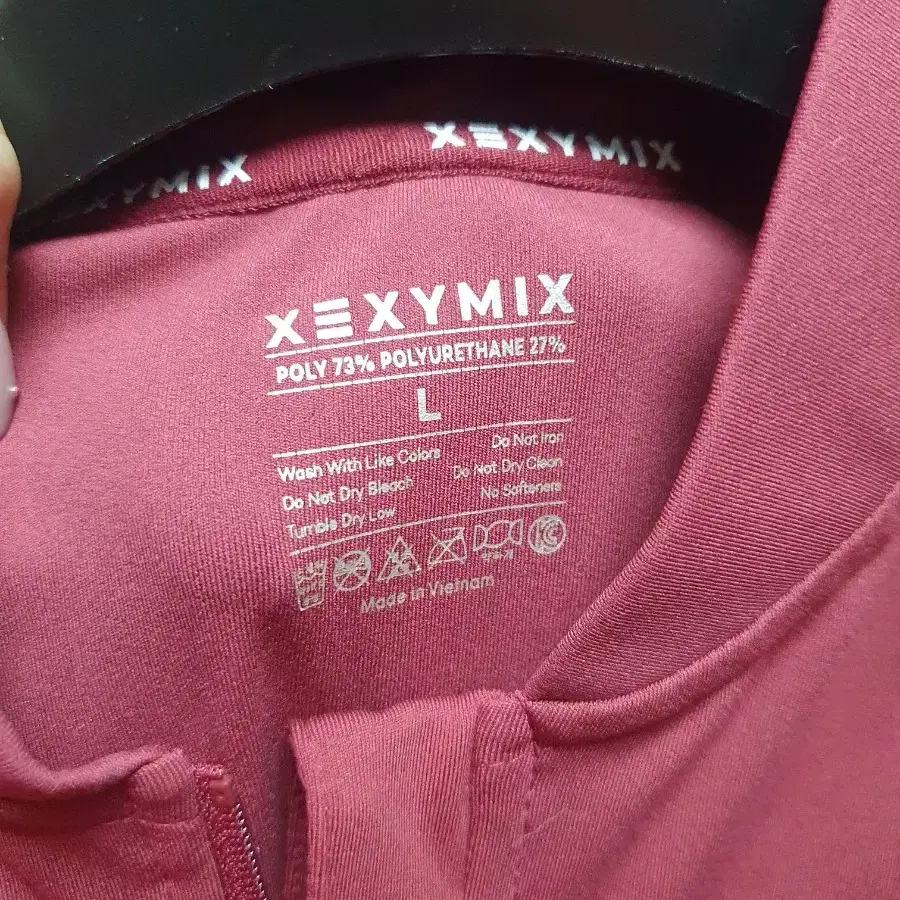 XEXYMIX
XYMIX
XEXYMIX
POLY 73% POLYURETHANE 27%
L
Wash With Like Colors
Do Not Iron
Do Not Dry Bleach
Do Not Dry Clean
Tumble Dry Low
No Softeners
Made in Vietnam